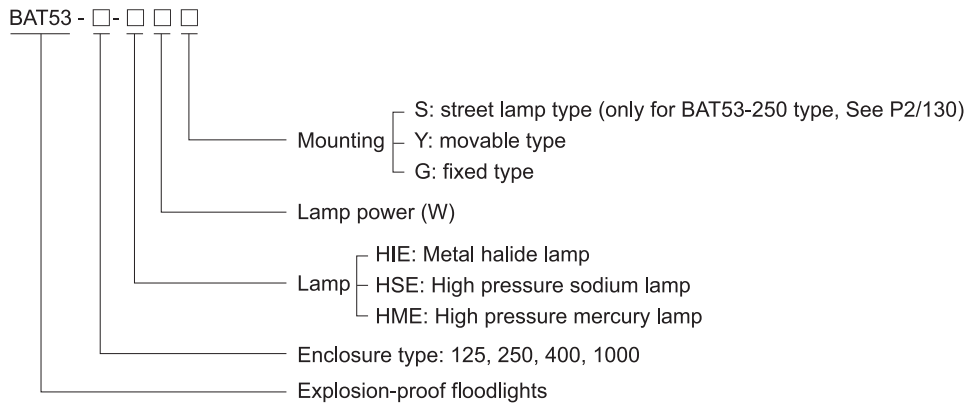 BAT53 - □ - □ □ □
S: street lamp type (only for BAT53-250 type, See P2/130)
Mounting
Y: movable type
G: fixed type
Lamp power (W)
HIE: Metal halide lamp
Lamp
HSE: High pressure sodium lamp
HME: High pressure mercury lamp
Enclosure type: 125, 250, 400, 1000
Explosion-proof floodlights